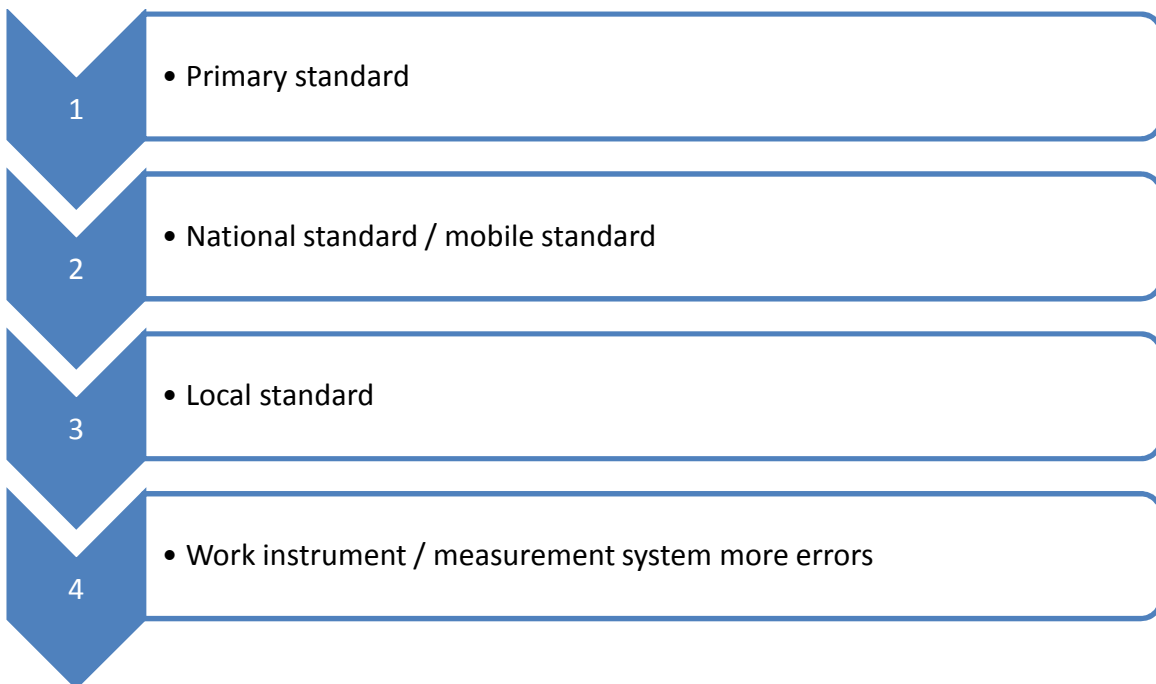 1
• Primary standard
2
• National standard / mobile standard
3
• Local standard
4
• Work instrument / measurement system more errors